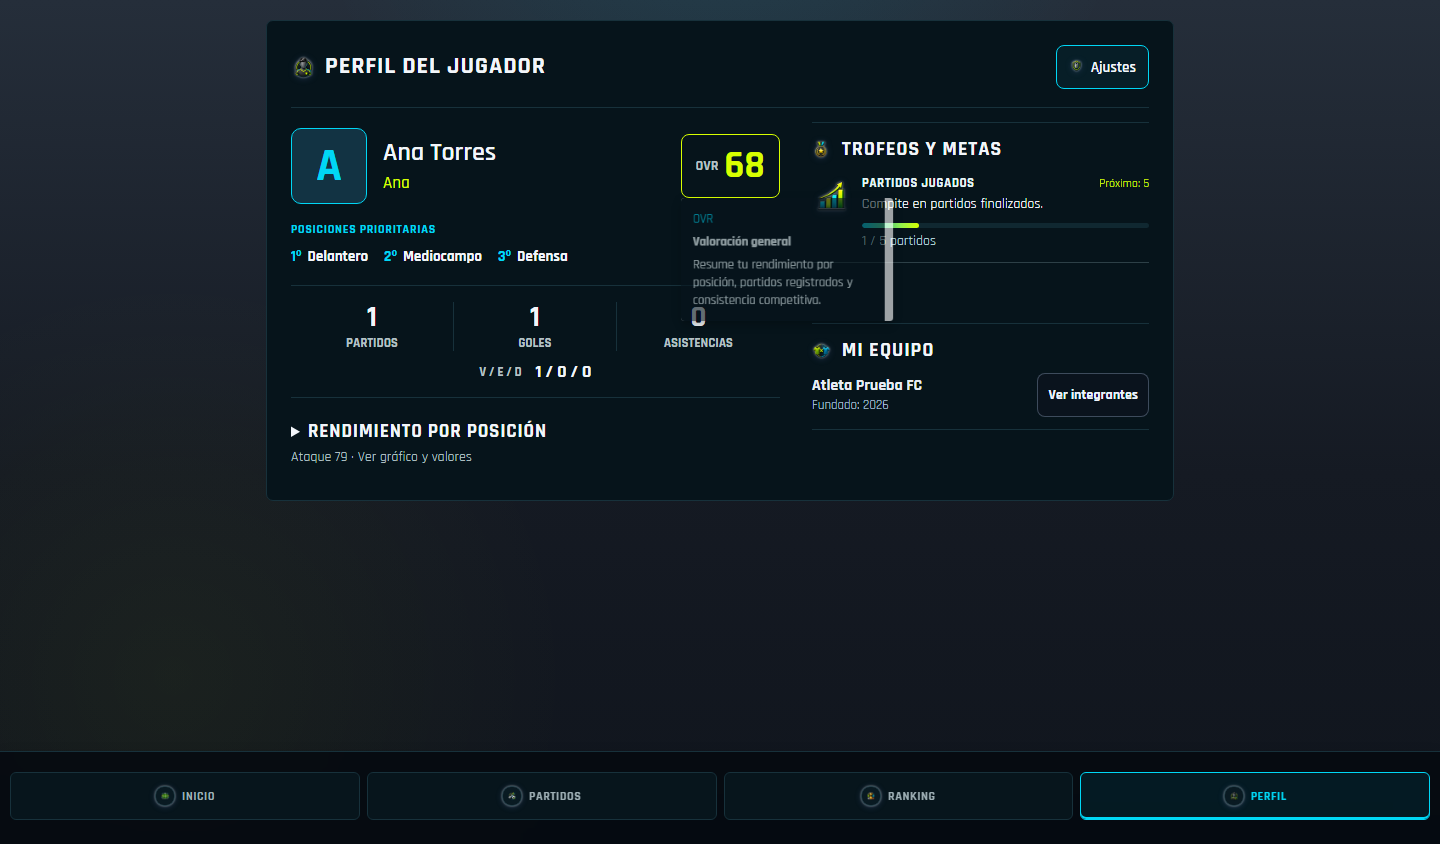 PERFIL DEL JUGADOR
Ajustes
A
Ana Torres
Ana
OVR 68
POSICIONES PRIORITARIAS
1º Delantero 2º Mediocampo 3º Defensa
OVR
Valoración general
Resume tu rendimiento por
posición, partidos registrados y
consistencia competitiva.
1
PARTIDOS
1
GOLES
0
ASISTENCIAS
V/E/D 1/0/0
RENDIMIENTO POR POSICIÓN
Ataque 79 · Ver gráfico y valores
TROFEOS Y METAS
PARTIDOS JUGADOS
Próximo: 5
Compite en partidos finalizados.
1 / 5 partidos
MI EQUIPO
Atleta Prueba FC
Fundado: 2026
Ver integrantes
INICIO
PARTIDOS
RANKING
PERFIL